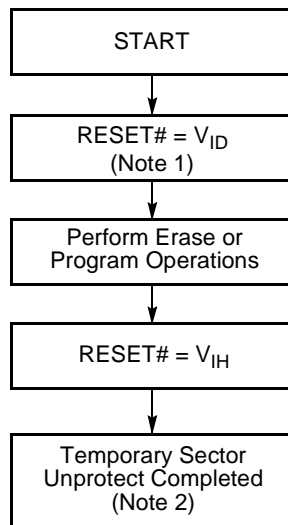 START
RESET# = VID
(Note 1)
Perform Erase or
Program Operations
RESET# = VIH
Temporary Sector
Unprotect Completed
(Note 2)